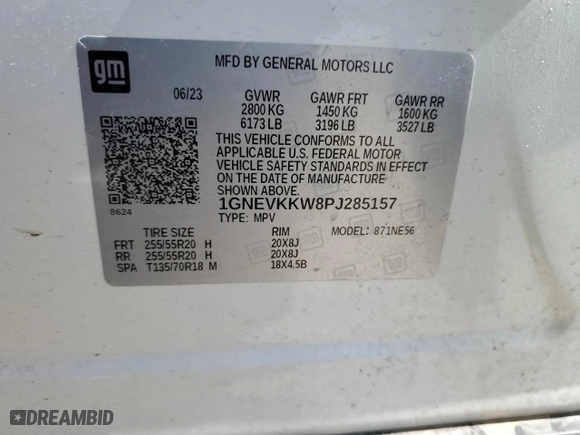 gm
MFD BY GENERAL MOTORS LLC
06/23 GVWR GAWR FRT GAWR RR
2800 KG 1450 KG 1600 KG
6173 LB 3196 LB 3527 LB
THIS VEHICLE CONFORMS TO ALL
APPLICABLE U.S. FEDERAL MOTOR
VEHICLE SAFETY STANDARDS IN EFFECT
ON THE DATE OF MANUFACTURE
SHOWN ABOVE.
8624
1GNEVKKW8PJ285157
TYPE: MPV
TIRE SIZE RIM MODEL: 871NE56
FRT 255/55R20 H 20X8J
RR 255/55R20 H 20X8J
SPA T135/70R18 M 18X4.5B
DREAMBID